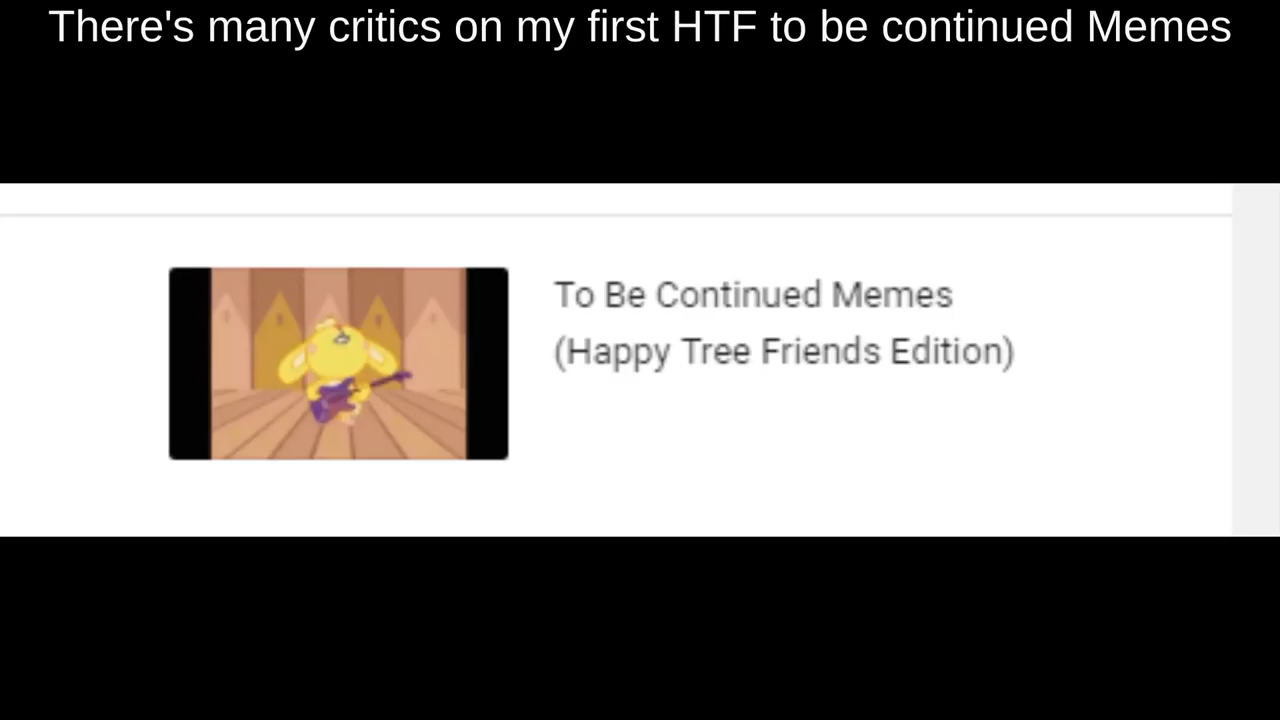 There's many critics on my first HTF to be continued Memes
To Be Continued Memes
(Happy Tree Friends Edition)